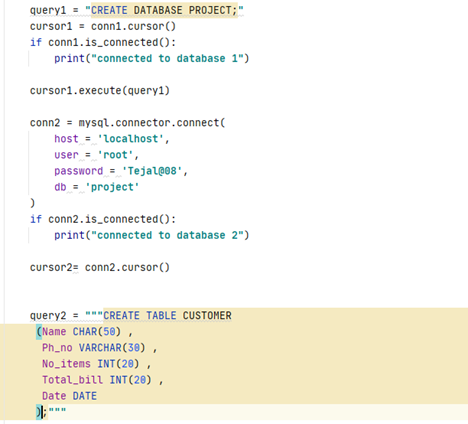 query1 = "CREATE DATABASE PROJECT;"
cursor1 = conn1.cursor()
if conn1.is_connected():
print("connected to database 1")
cursor1.execute(query1)
conn2 = mysql.connector.connect(
host = 'localhost',
user = 'root',
password = 'Tejal@08',
db = 'project'
)
if conn2.is_connected():
print("connected to database 2")
cursor2= conn2.cursor()
query2 = """CREATE TABLE CUSTOMER
(Name CHAR(50) ,
Ph_no VARCHAR(30) ,
No_items INT(20) ,
Total_bill INT(20) ,
Date DATE
);"""